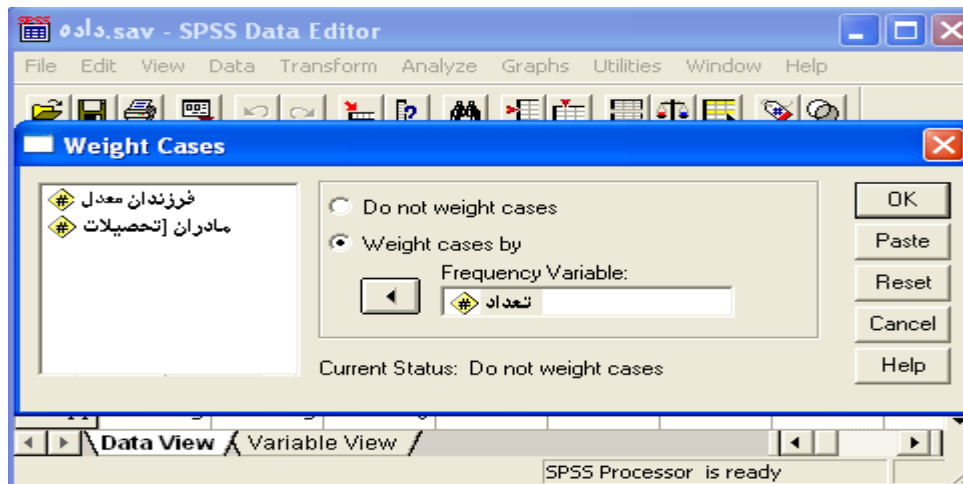 SPSS داده.sav - SPSS Data Editor
File Edit View Data Transform Analyze Graphs Utilities Window Help
Weight Cases
فرزندان معدل
مادران [تحصیلات
Do not weight cases
Weight cases by
Frequency Variable:
تعداد
Current Status: Do not weight cases
OK
Paste
Reset
Cancel
Help
Data View Variable View
SPSS Processor is ready